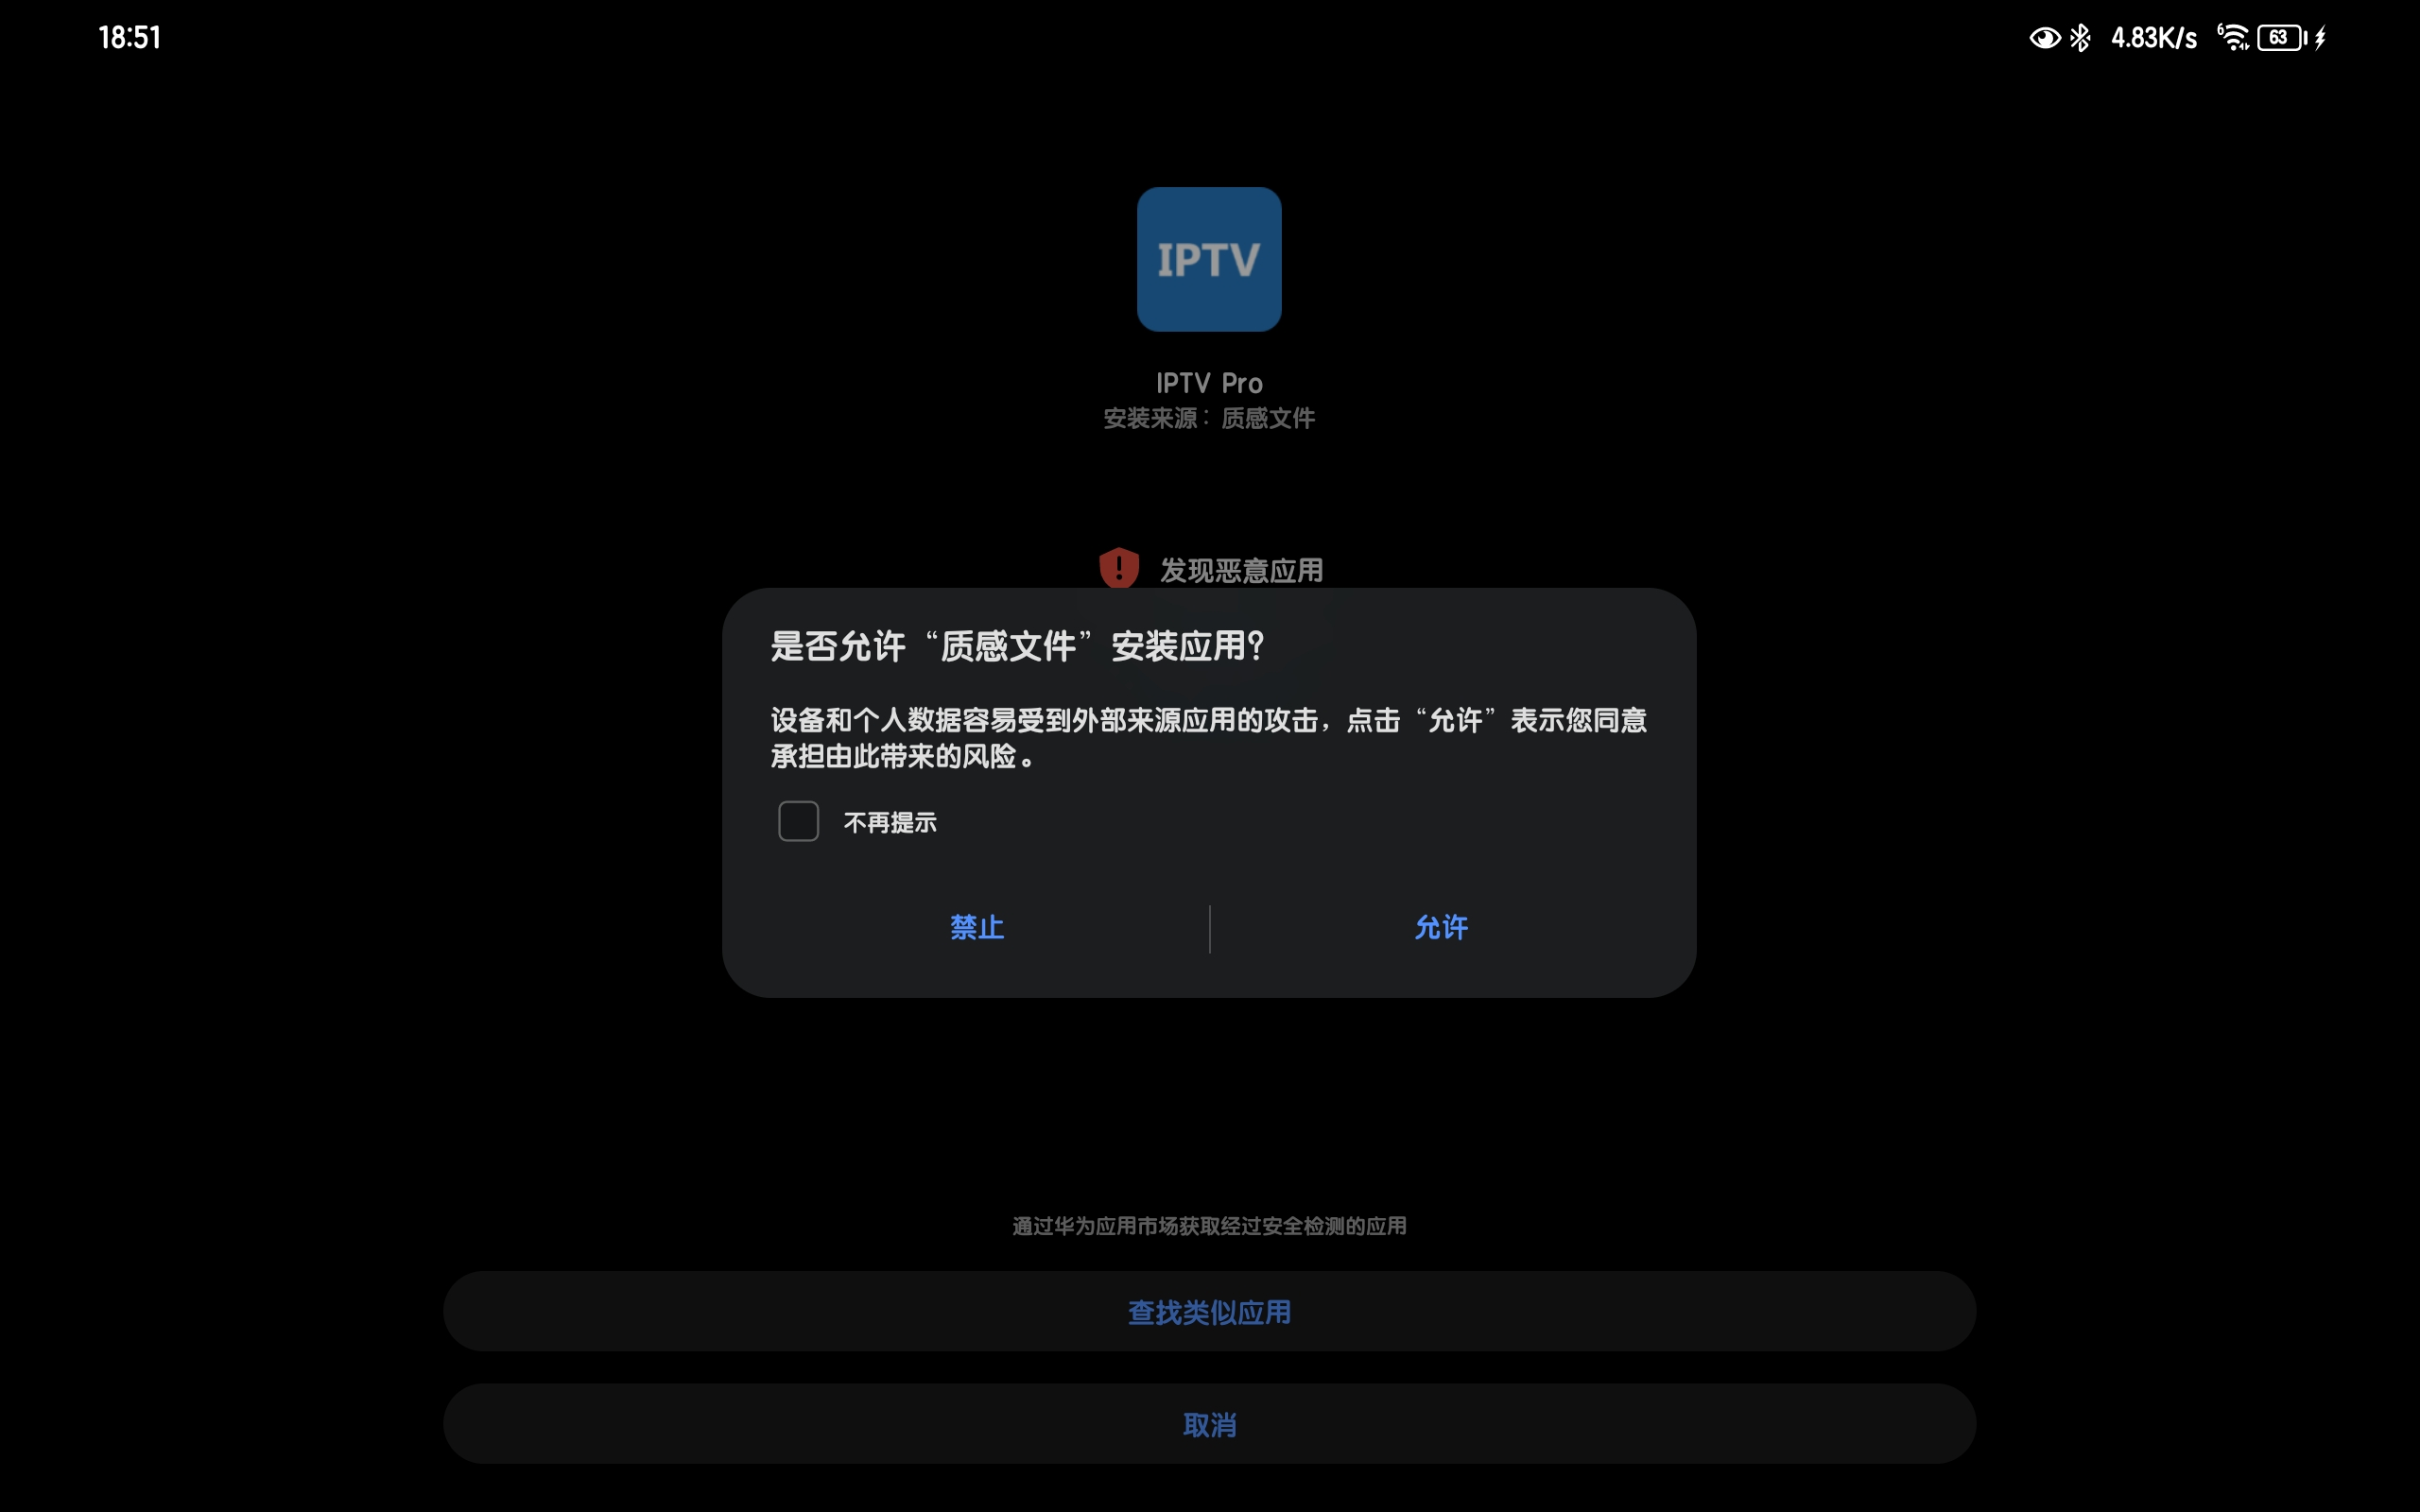 18:51
4.83K/s
6
63
IPTV
IPTV Pro
安装来源：质感文件
发现恶意应用
是否允许“质感文件”安装应用？
设备和个人数据容易受到外部来源应用的攻击，点击“允许”表示您同意
承担由此带来的风险。
不再提示
禁止
允许
通过华为应用市场获取经过安全检测的应用
查找类似应用
取消